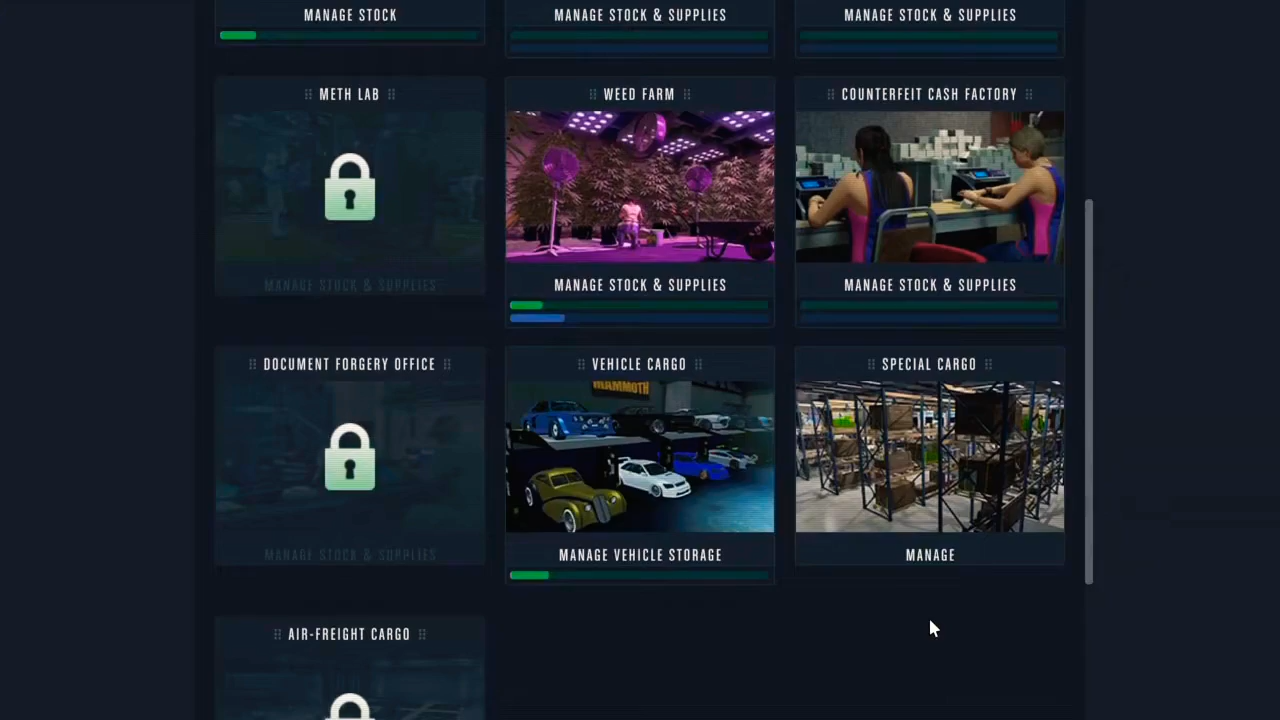 MANAGE STOCK
MANAGE STOCK & SUPPLIES
MANAGE STOCK & SUPPLIES
METH LAB
WEED FARM
COUNTERFEIT CASH FACTORY
MANAGE STOCK & SUPPLIES
MANAGE STOCK & SUPPLIES
MANAGE STOCK & SUPPLIES
DOCUMENT FORGERY OFFICE
VEHICLE CARGO
SPECIAL CARGO
MAMMOTH
MANAGE STOCK & SUPPLIES
MANAGE VEHICLE STORAGE
MANAGE
AIR-FREIGHT CARGO